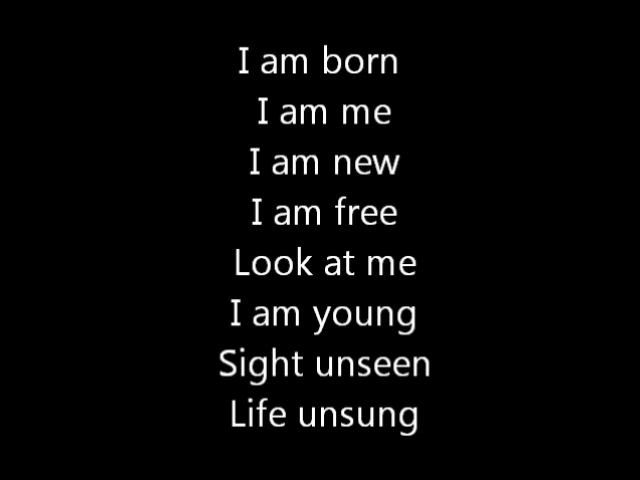 I am born
I am me
I am new
I am free
Look at me
I am young
Sight unseen
Life unsung